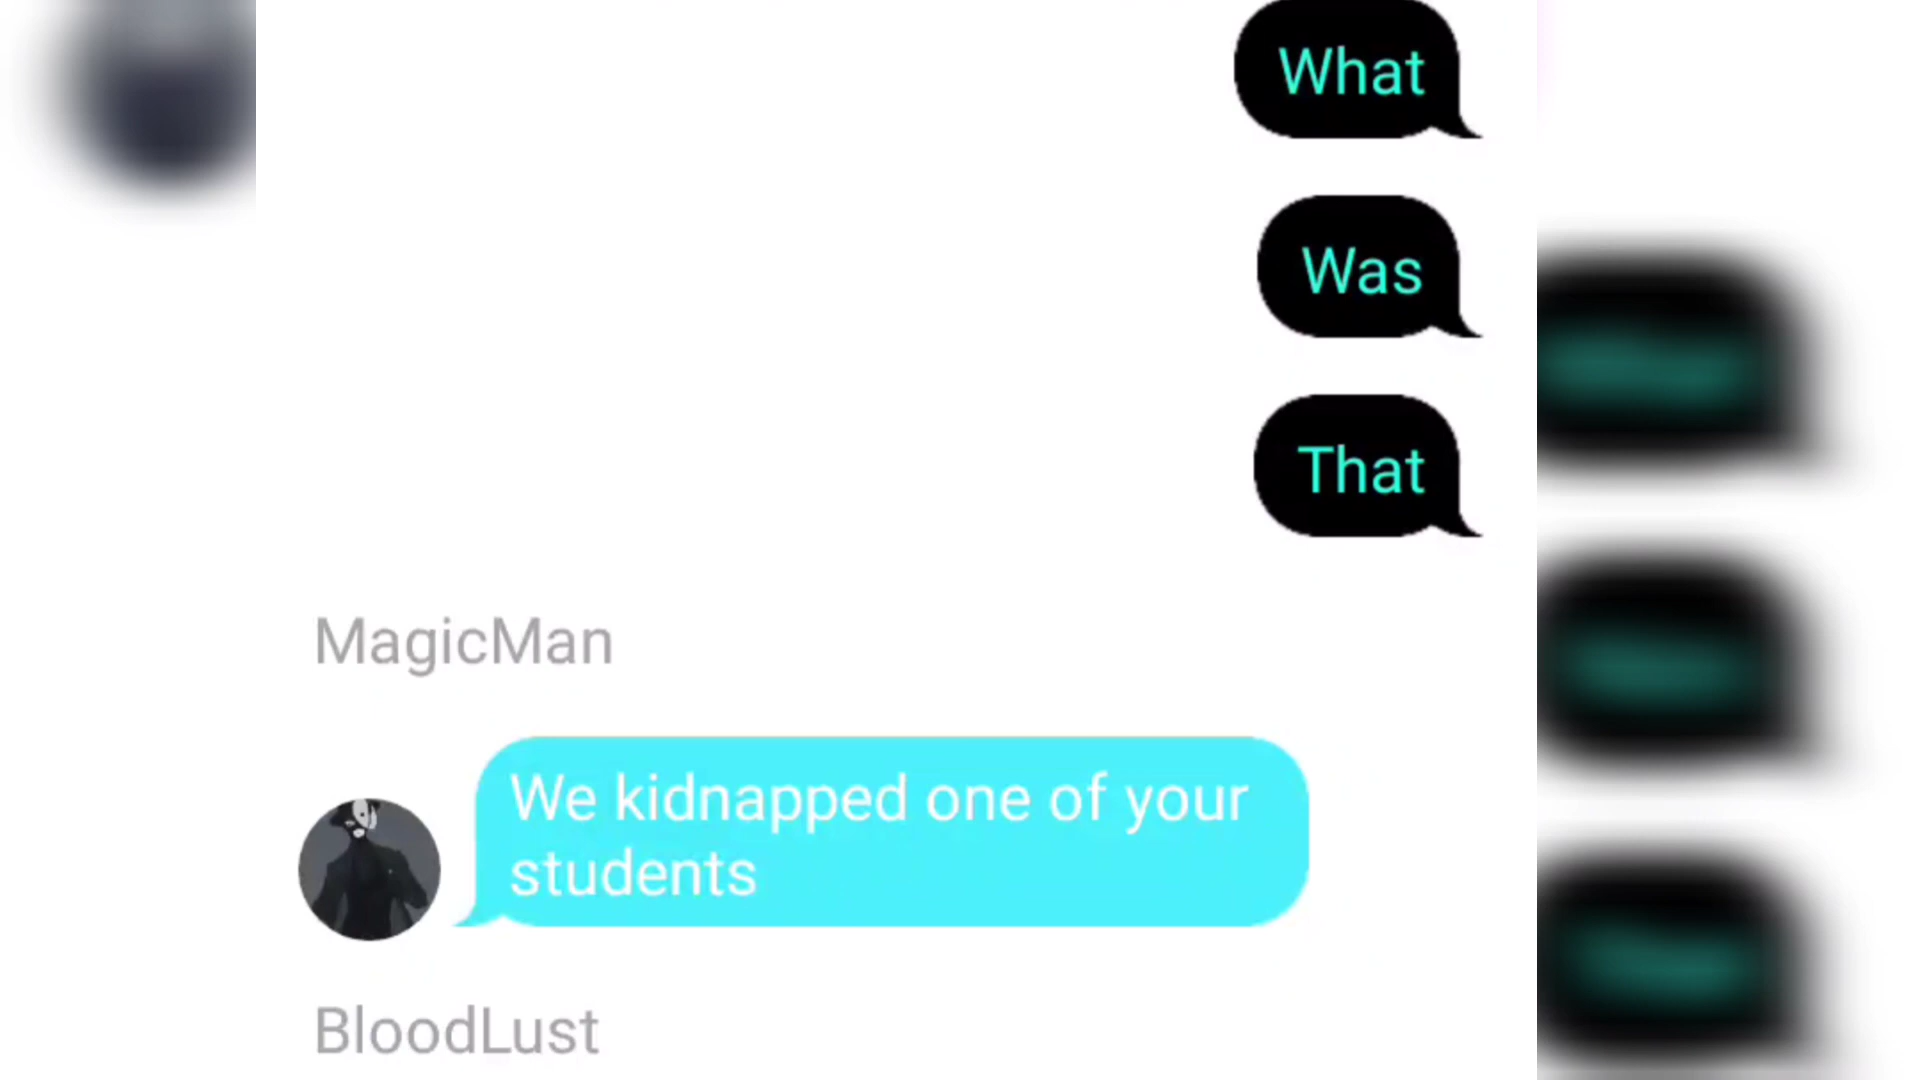 What
Was
That
MagicMan
We kidnapped one of your
students
BloodLust